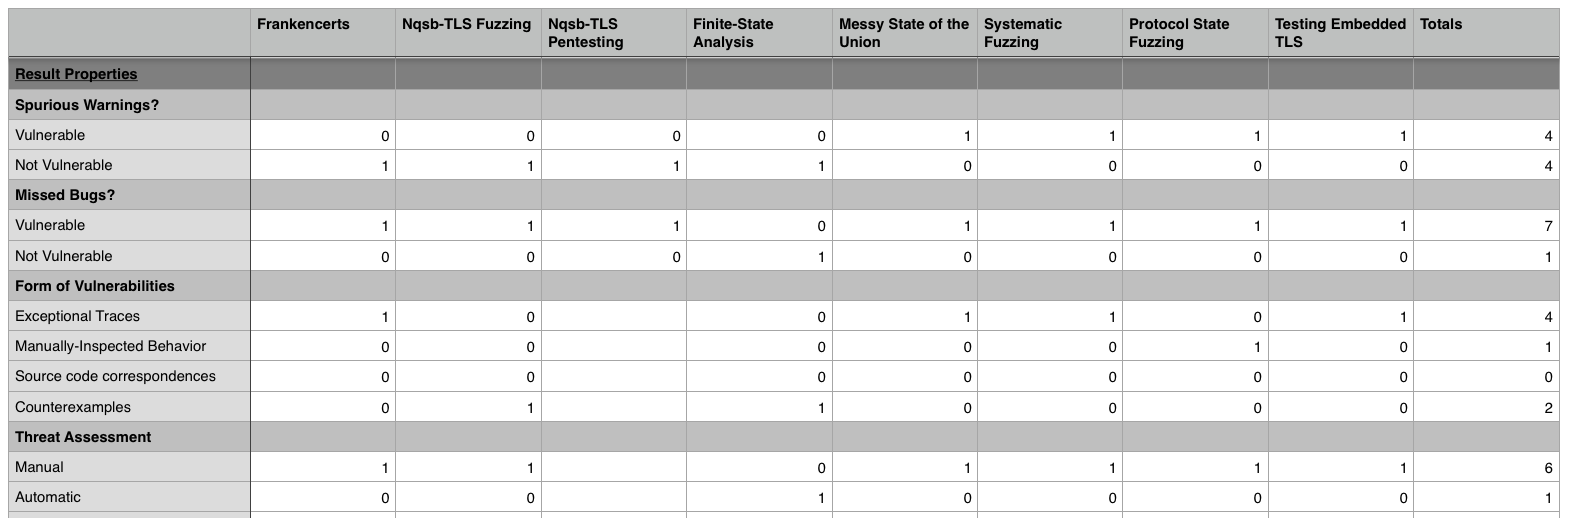 Frankencerts Nqsb-TLS Fuzzing Nqsb-TLS Pentesting Finite-State Analysis Messy State of the Union Systematic Fuzzing Protocol State Fuzzing Testing Embedded TLS Totals
Result Properties
Spurious Warnings?
Vulnerable 0 0 0 0 1 1 1 1 4
Not Vulnerable 1 1 1 1 0 0 0 0 4
Missed Bugs?
Vulnerable 1 1 1 0 1 1 1 1 7
Not Vulnerable 0 0 0 1 0 0 0 0 1
Form of Vulnerabilities
Exceptional Traces 1 0 0 1 1 0 1 4
Manually-Inspected Behavior 0 0 0 0 0 1 0 1
Source code correspondences 0 0 0 0 0 0 0 0
Counterexamples 0 1 1 0 0 0 0 2
Threat Assessment
Manual 1 1 0 1 1 1 1 6
Automatic 0 0 1 0 0 0 0 1